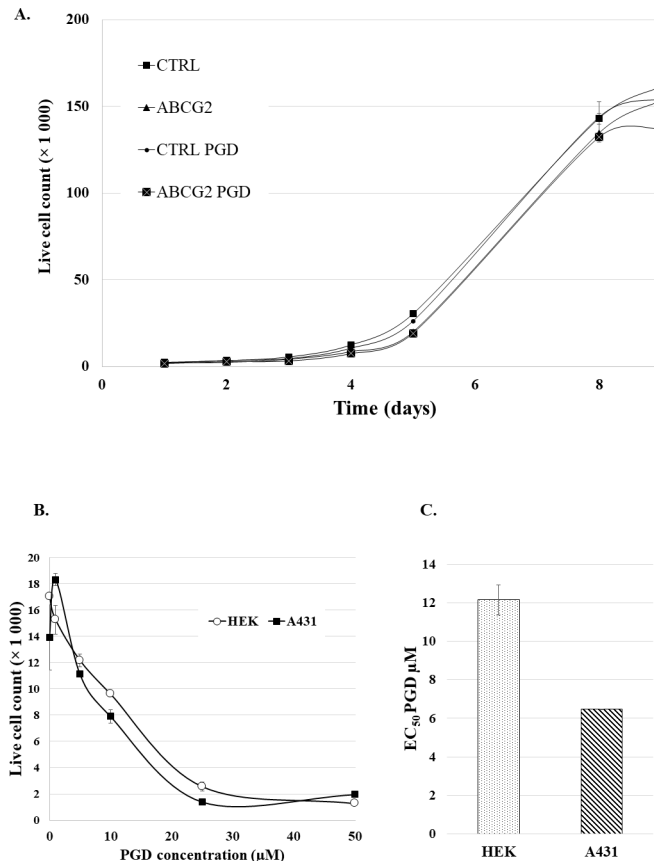 A.
Live cell count (× 1 000)
200
150
100
50
0
CTRL
ABCG2
CTRL PGD
ABCG2 PGD
0 2 4 6 8
Time (days)
B.
Live cell count (× 1 000)
20
18
16
14
12
10
8
6
4
2
0
HEK A431
0 10 20 30 40 50
PGD concentration (µM)
C.
EC50 PGD µM
14
12
10
8
6
4
2
0
HEK A431